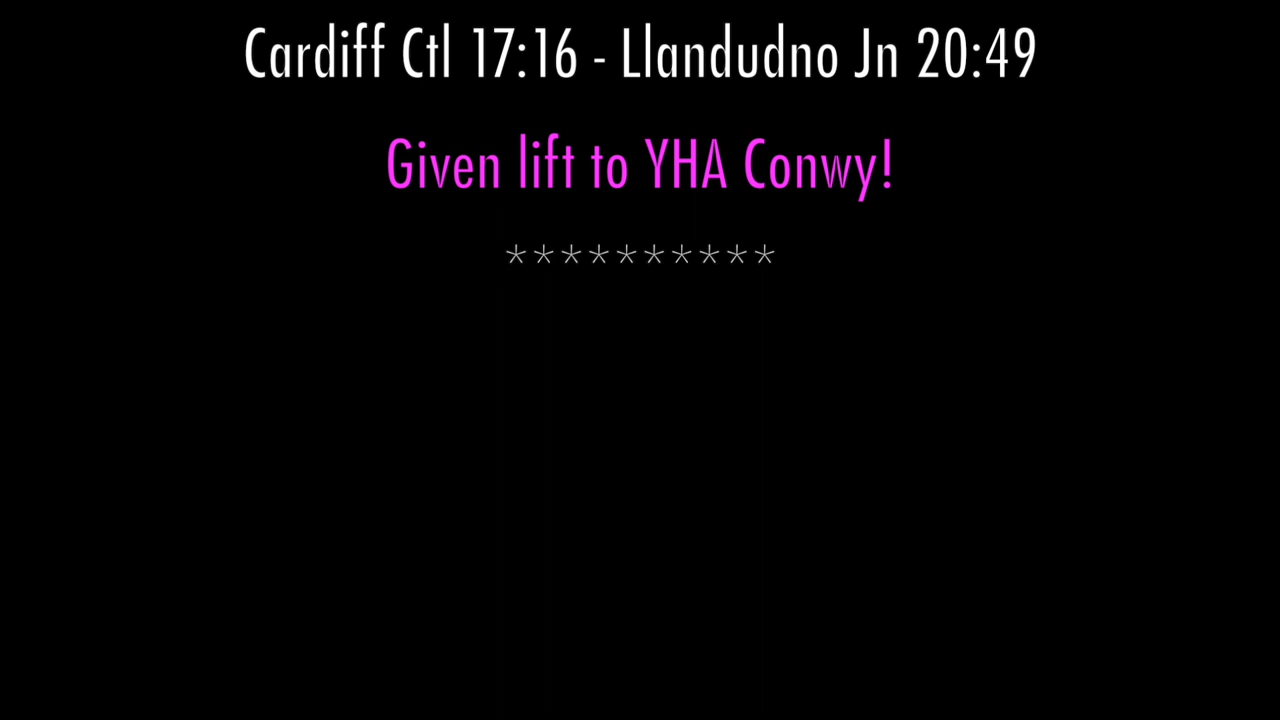 Cardiff Ctl 17:16 - Llandudno Jn 20:49
Given lift to YHA Conwy!
**********